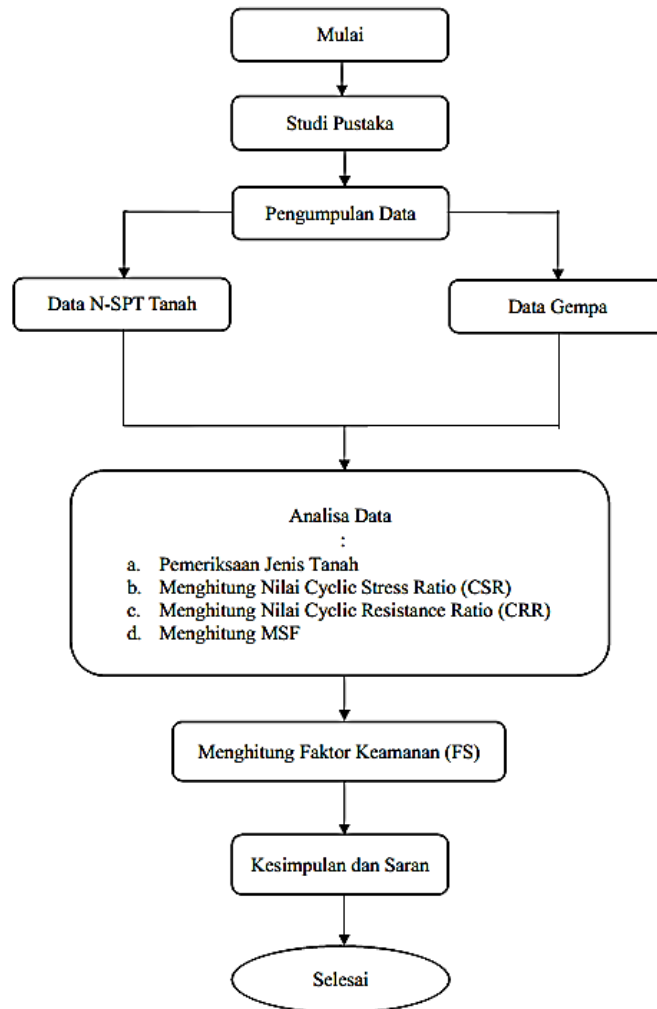 Mulai
Studi Pustaka
Pengumpulan Data
Data N-SPT Tanah
Data Gempa
Analisa Data
:
a. Pemeriksaan Jenis Tanah
b. Menghitung Nilai Cyclic Stress Ratio (CSR)
c. Menghitung Nilai Cyclic Resistance Ratio (CRR)
d. Menghitung MSF
Menghitung Faktor Keamanan (FS)
Kesimpulan dan Saran
Selesai